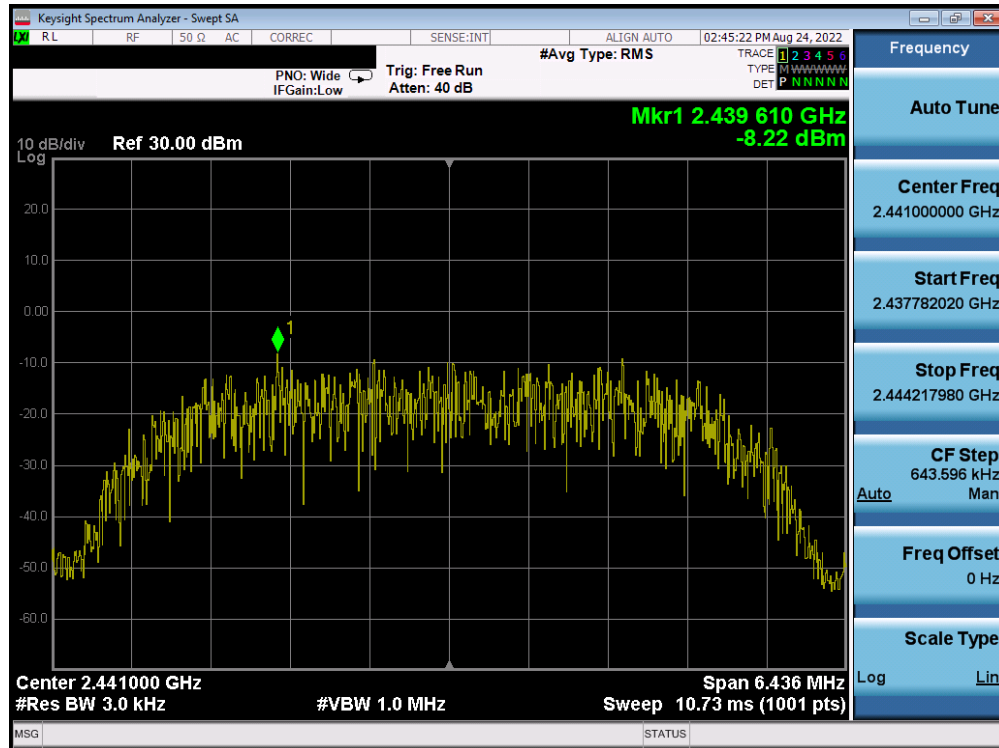 Keysight Spectrum Analyzer - Swept SA
LXI RL RF 50 Ω AC CORREC SENSE:INT ALIGN AUTO 02:45:22 PM Aug 24, 2022
Frequency
#Avg Type: RMS
TRACE 1 2 3 4 5 6
PNO: Wide Trig: Free Run
TYPE M WWWWW
IFGain:Low Atten: 40 dB
DET P N N N N N
Auto Tune
Mkr1 2.439 610 GHz
-8.22 dBm
10 dB/div Ref 30.00 dBm
Log
Center Freq
2.441000000 GHz
20.0
10.0
0.00
-10.0
-20.0
-30.0
-40.0
-50.0
-60.0
1
Start Freq
2.437782020 GHz
Stop Freq
2.444217980 GHz
CF Step
643.596 kHz
Auto Man
Freq Offset
0 Hz
Scale Type
Log Lin
Center 2.441000 GHz Span 6.436 MHz
#Res BW 3.0 kHz #VBW 1.0 MHz Sweep 10.73 ms (1001 pts)
MSG STATUS